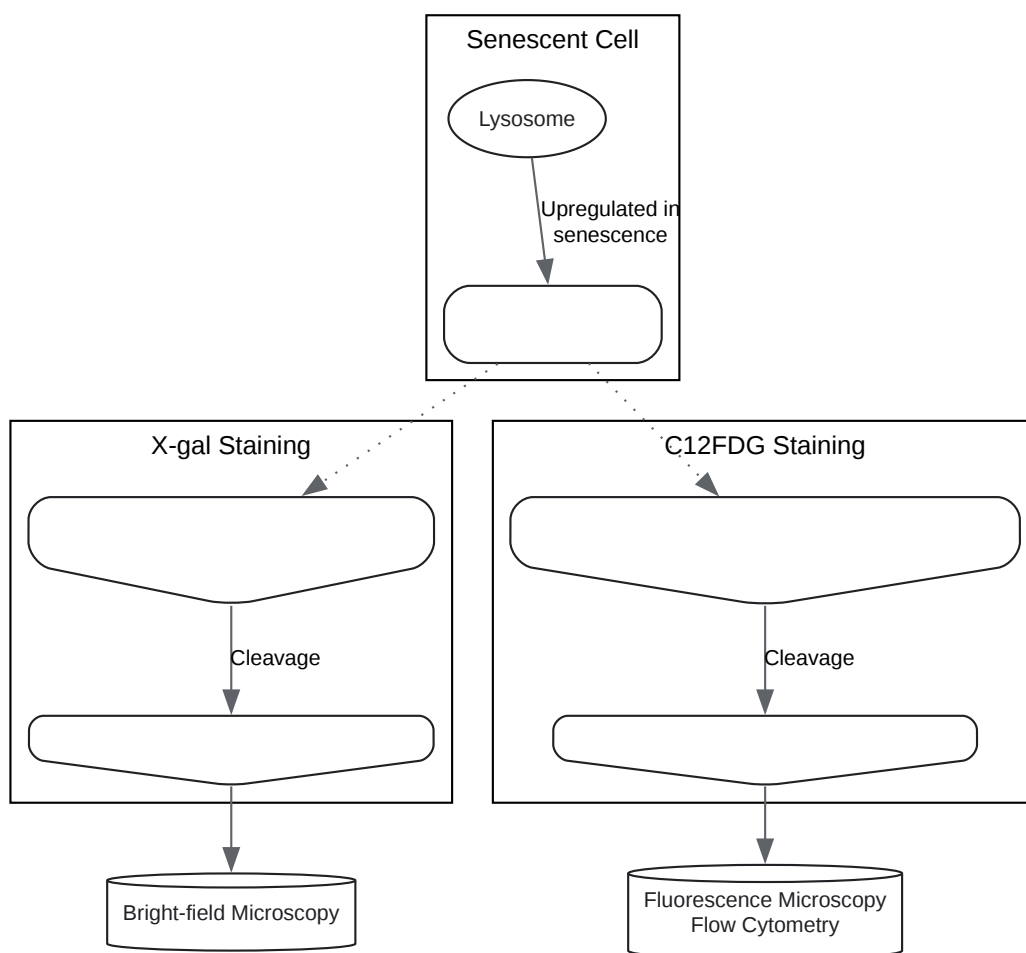 Senescent Cell
Lysosome
Upregulated in
senescence
X-gal Staining
C12FDG Staining
Cleavage
Cleavage
Bright-field Microscopy
Fluorescence Microscopy
Flow Cytometry